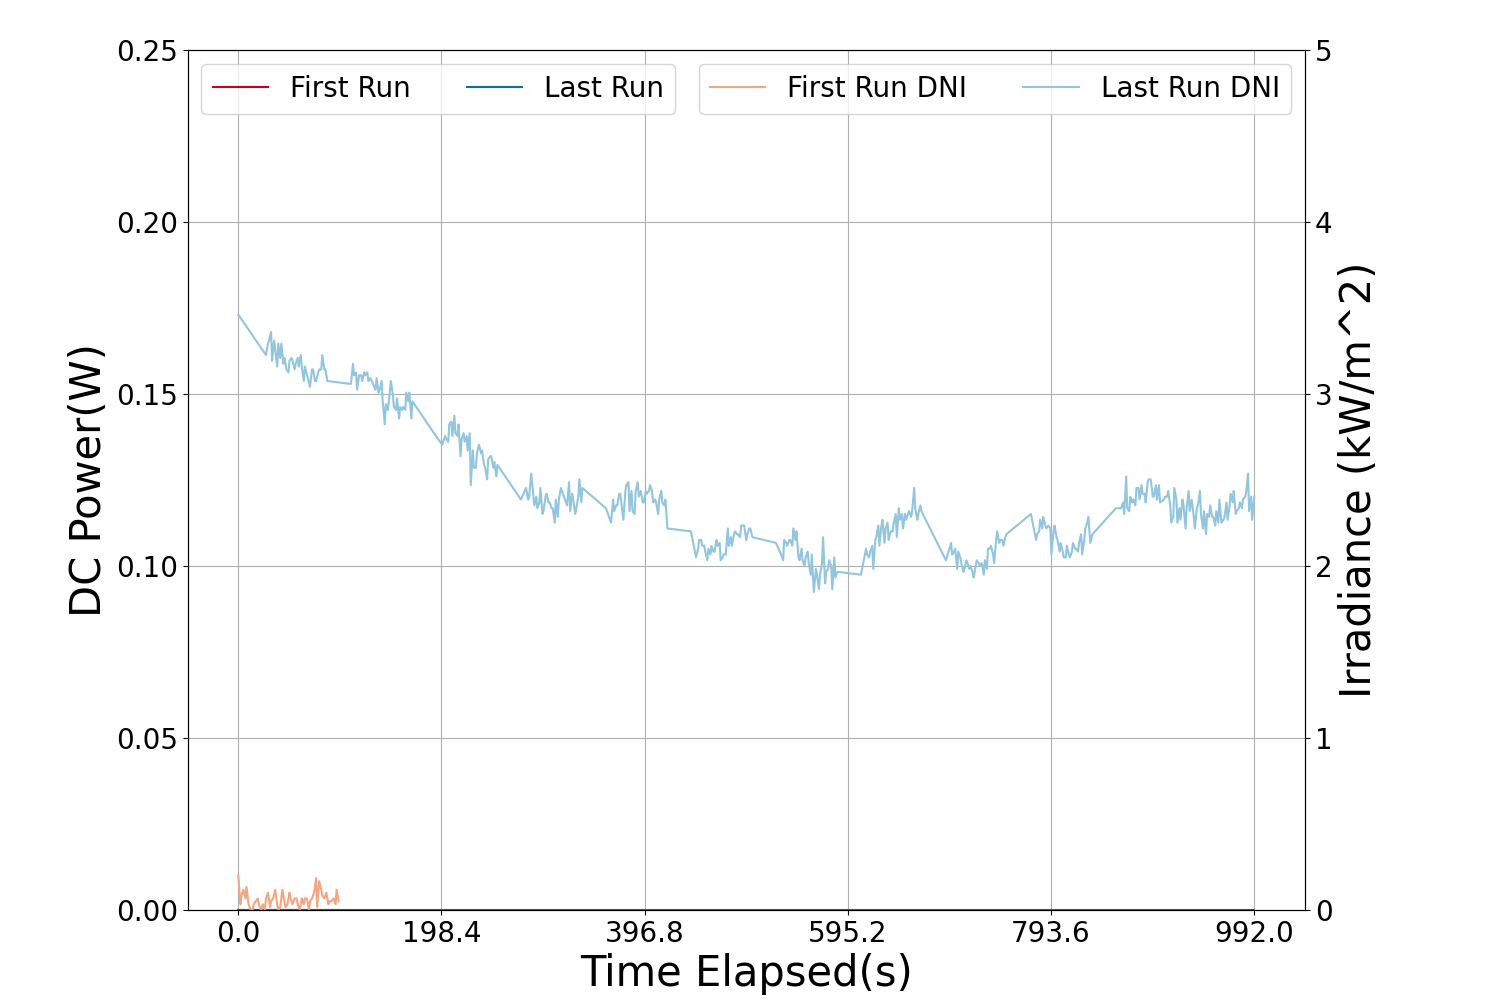 First Run
Last Run
First Run DNI
Last Run DNI
DC Power(W)
0.25
0.20
0.15
0.10
0.05
0.00
5
4
3
2
1
0
Irradiance (kW/m^2)
0.0 198.4 396.8 595.2 793.6 992.0
Time Elapsed(s)